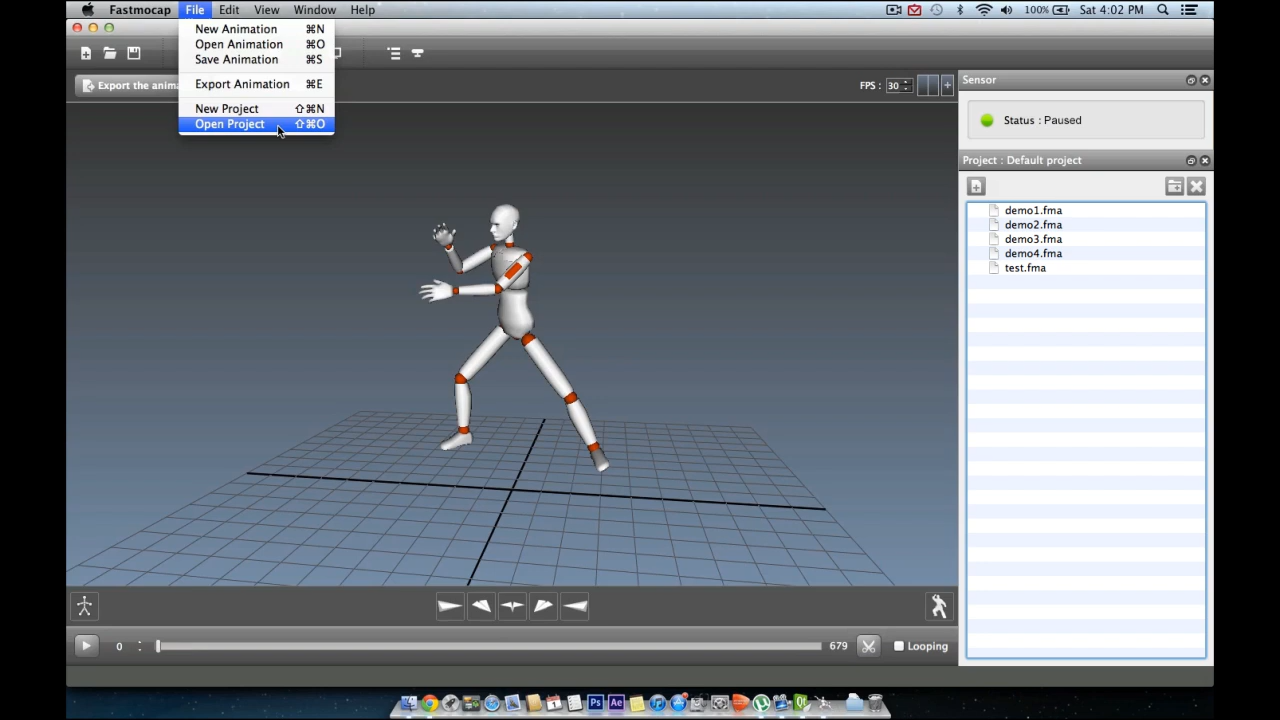 Fastmocap File Edit View Window Help 100% Sat 4:02 PM
New Animation ⌘N
Open Animation ⌘O
Save Animation ⌘S
Export Animation ⌘E
New Project ⇧⌘N
Open Project ⇧⌘O
Export the anima
FPS : 30
Sensor
Status : Paused
Project : Default project
demo1.fma
demo2.fma
demo3.fma
demo4.fma
test.fma
0
679
Looping
Ps Ae